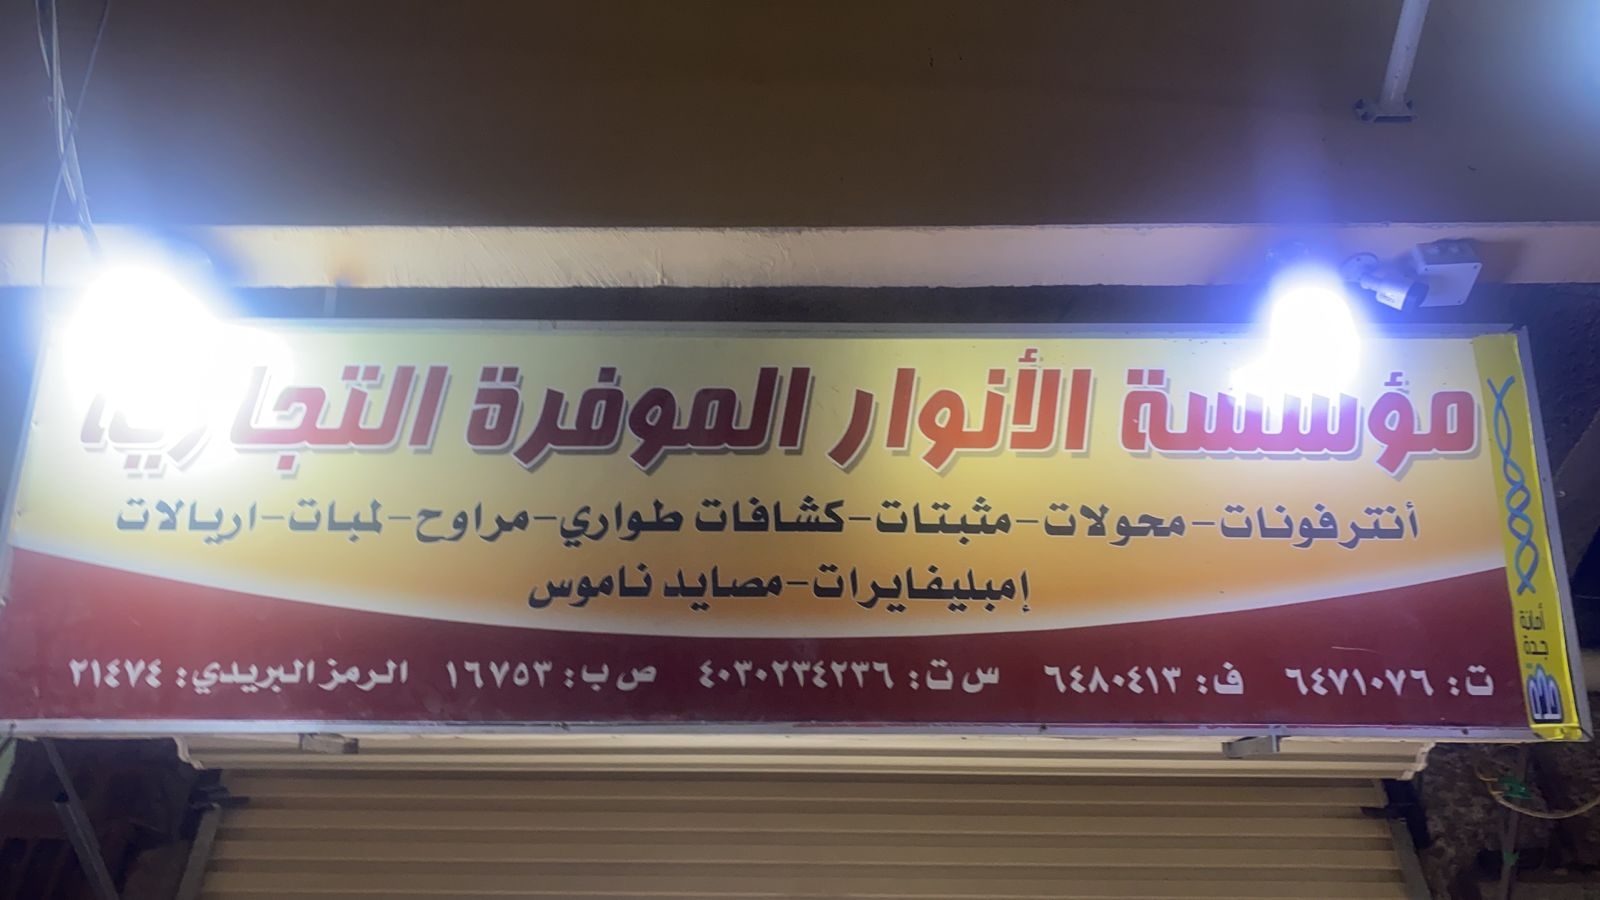 مؤسسة الأنوار الموفرة التجارية
أنترفونات-محولات-مثبتات-كشافات طواري-مراوح-لمبات-اريالات
إمبليفايرات-مصايد ناموس
ت: ٦٤٧١٠٧٦ ف: ٦٤٨٠٤١٣ س ت: ٤٠٣٠٢٣٤٢٣٦ ص ب: ١٦٧٥٣ الرمز البريدي: ٢١٤٧٤
أمانة
جدة